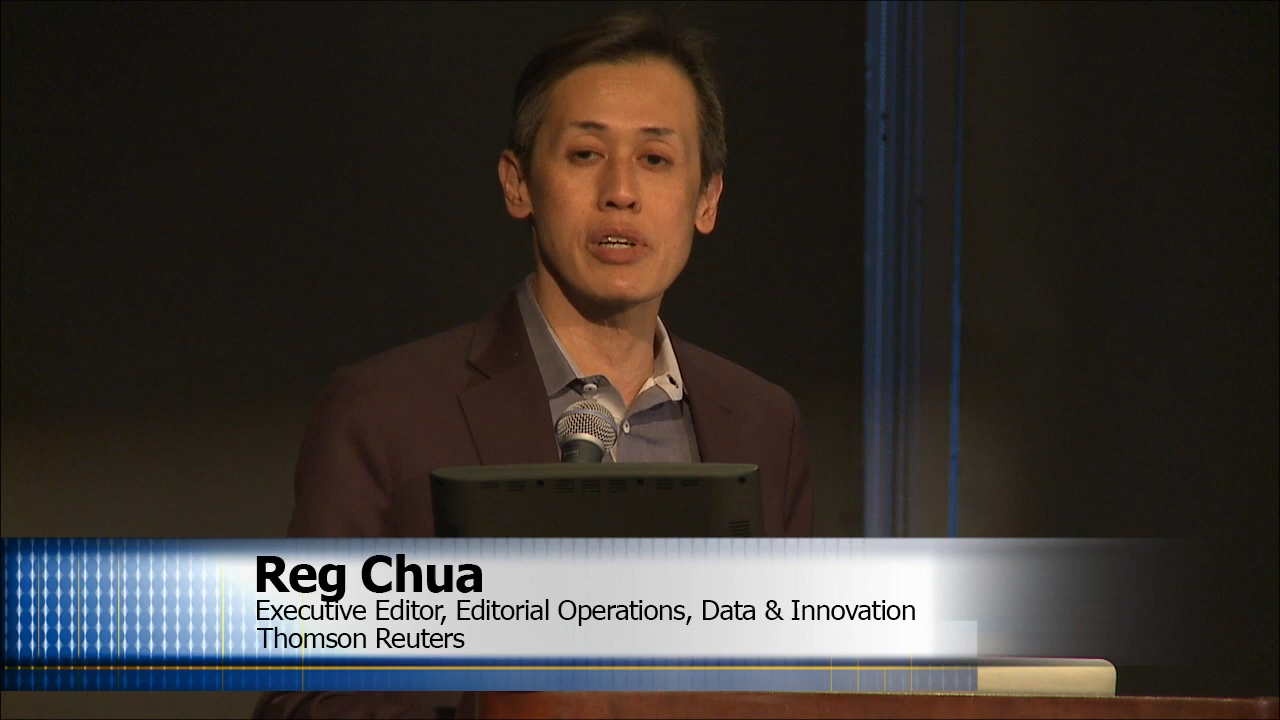 Reg Chua
Executive Editor, Editorial Operations, Data & Innovation
Thomson Reuters